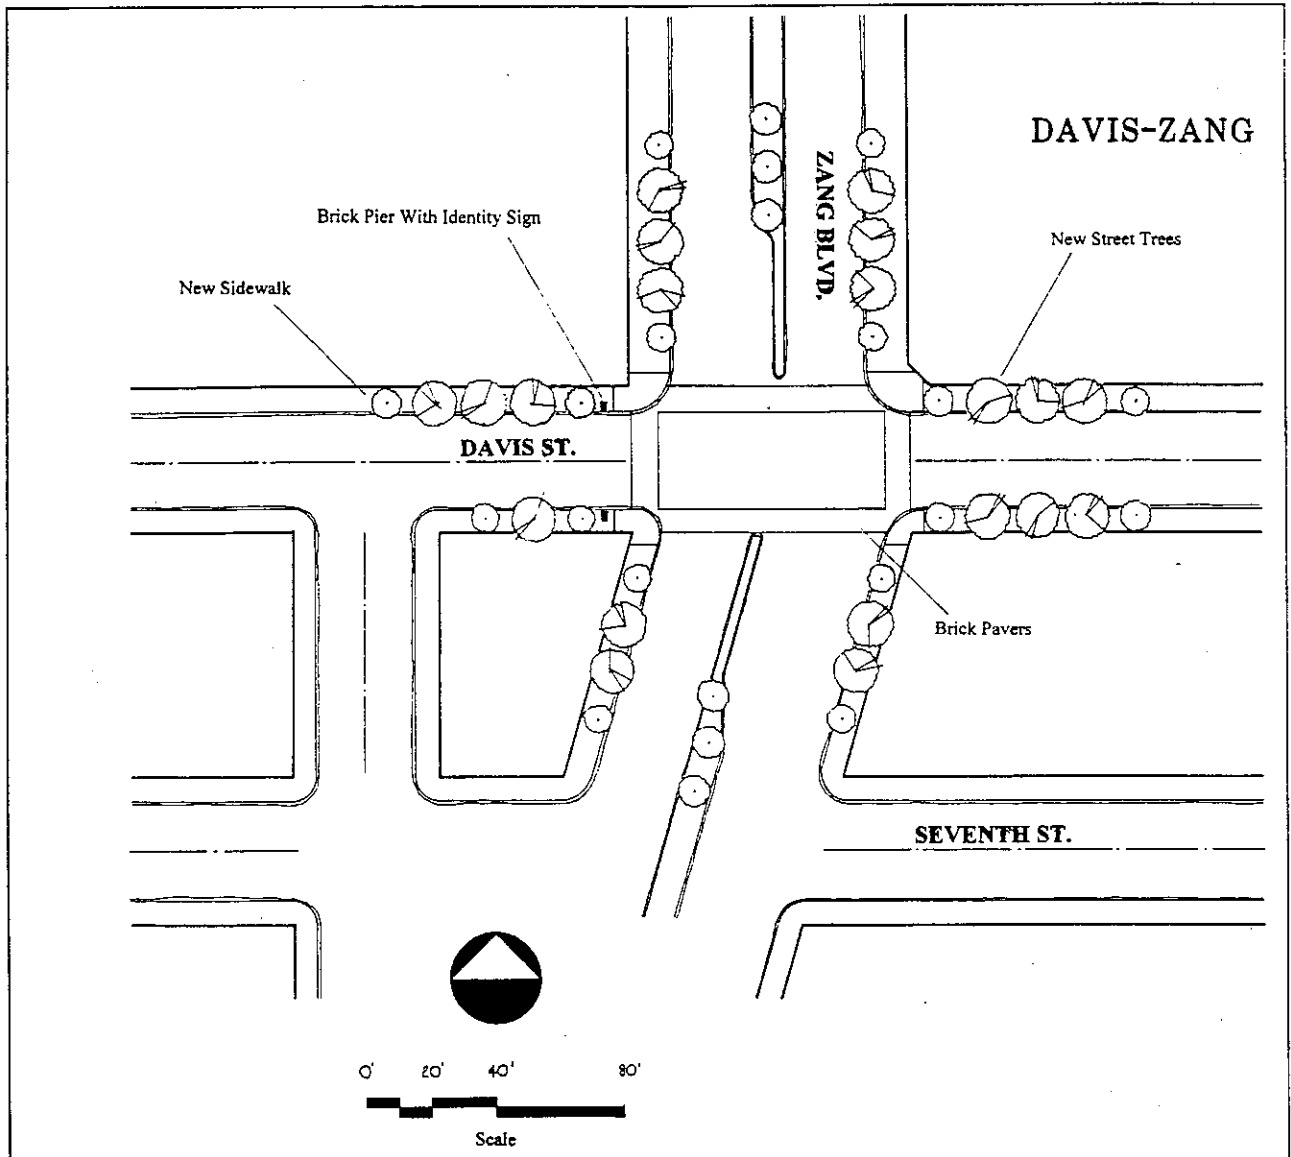 DAVIS-ZANG
ZANG BLVD.
Brick Pier With Identity Sign
New Street Trees
New Sidewalk
DAVIS ST.
Brick Pavers
SEVENTH ST.
0' 20' 40' 80'
Scale